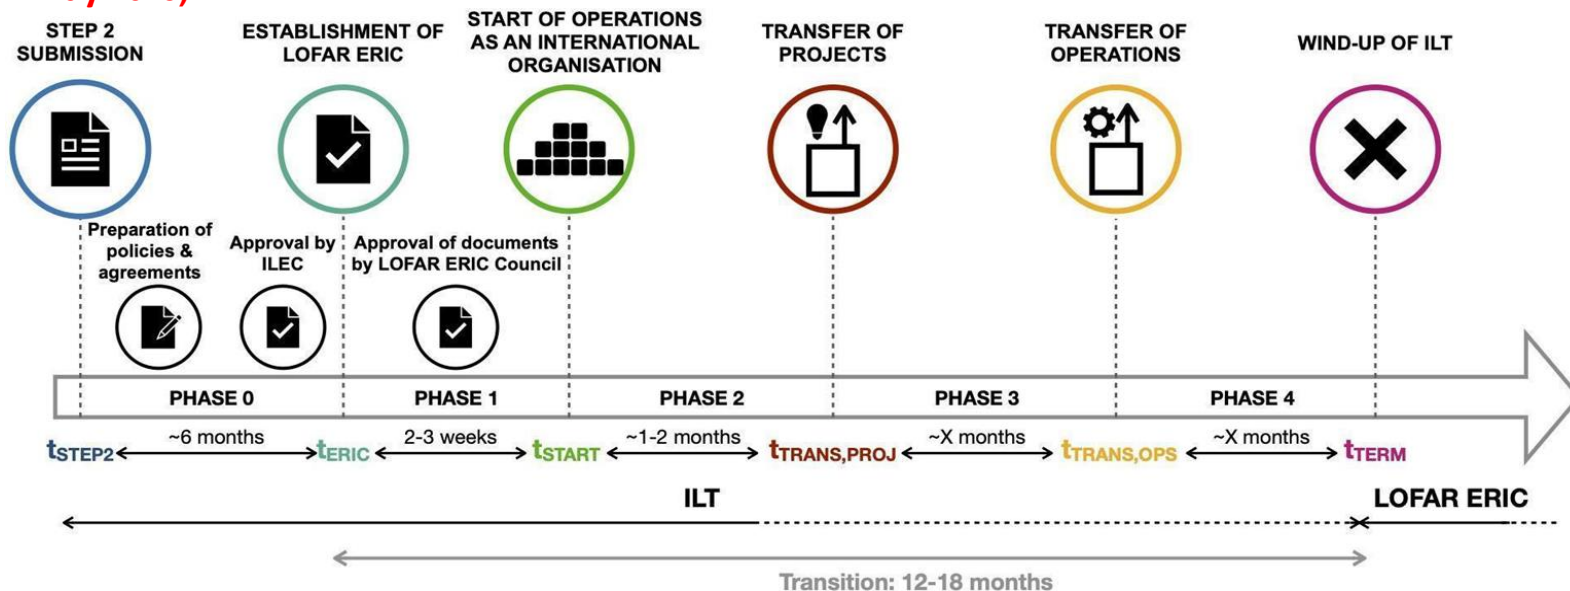 STEP 2
SUBMISSION
ESTABLISHMENT OF
LOFAR ERIC
START OF OPERATIONS
AS AN INTERNATIONAL
ORGANISATION
TRANSFER OF
PROJECTS
TRANSFER OF
OPERATIONS
WIND-UP OF ILT
Preparation of
policies &
agreements
Approval by
ILEC
Approval of documents
by LOFAR ERIC Council
PHASE 0
PHASE 1
PHASE 2
PHASE 3
PHASE 4
tSTEP2
~6 months
tERIC
2-3 weeks
tSTART
~1-2 months
tTRANS,PROJ
~X months
tTRANS,OPS
~X months
tTERM
ILT
LOFAR ERIC
Transition: 12-18 months